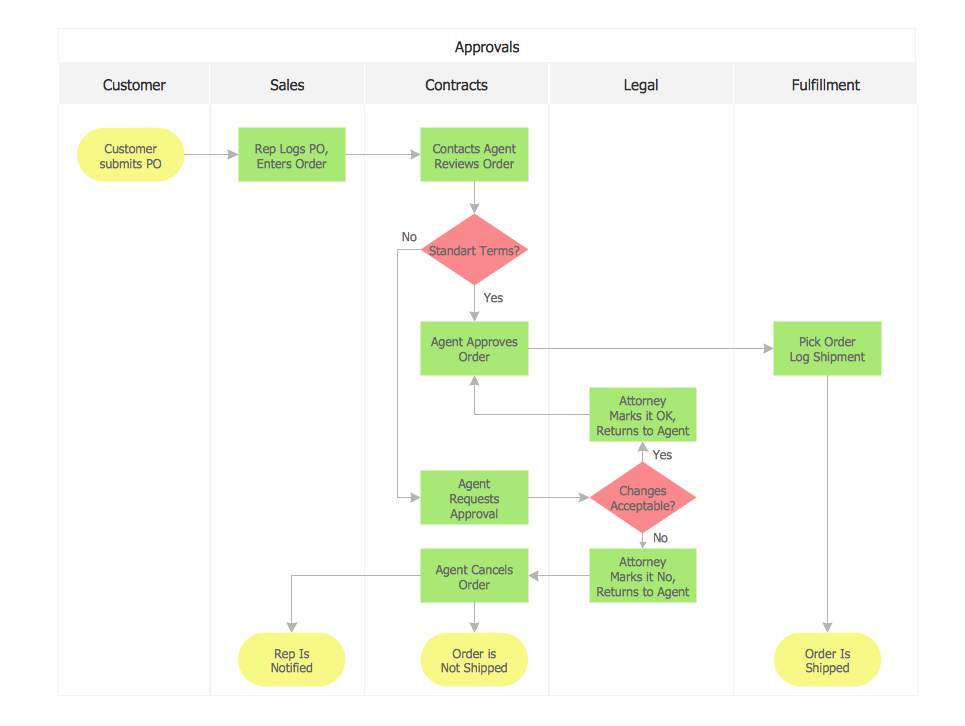 Approvals
Customer
Sales
Contracts
Legal
Fulfillment
Customer
submits PO
Rep Logs PO,
Enters Order
Contacts Agent
Reviews Order
No
Standart Terms?
Yes
Agent Approves
Order
Pick Order
Log Shipment
Attorney
Marks it OK,
Returns to Agent
Yes
Agent
Requests
Approval
Changes
Acceptable?
No
Agent Cancels
Order
Attorney
Marks it No,
Returns to Agent
Rep Is
Notified
Order is
Not Shipped
Order Is
Shipped